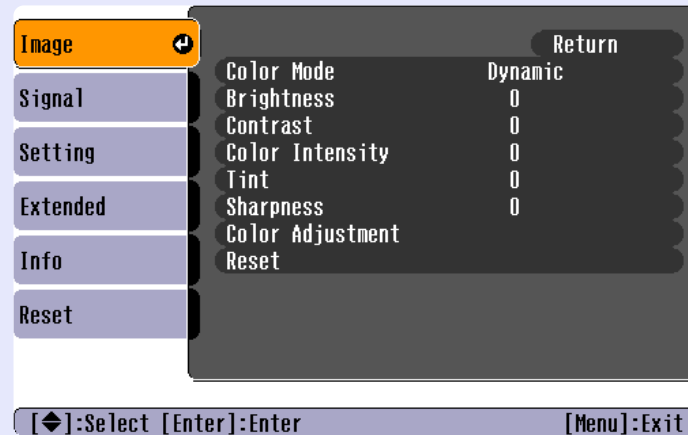 Image
Signal
Setting
Extended
Info
Reset
Return
Color Mode Dynamic
Brightness 0
Contrast 0
Color Intensity 0
Tint 0
Sharpness 0
Color Adjustment
Reset
[◆]:Select [Enter]:Enter [Menu]:Exit